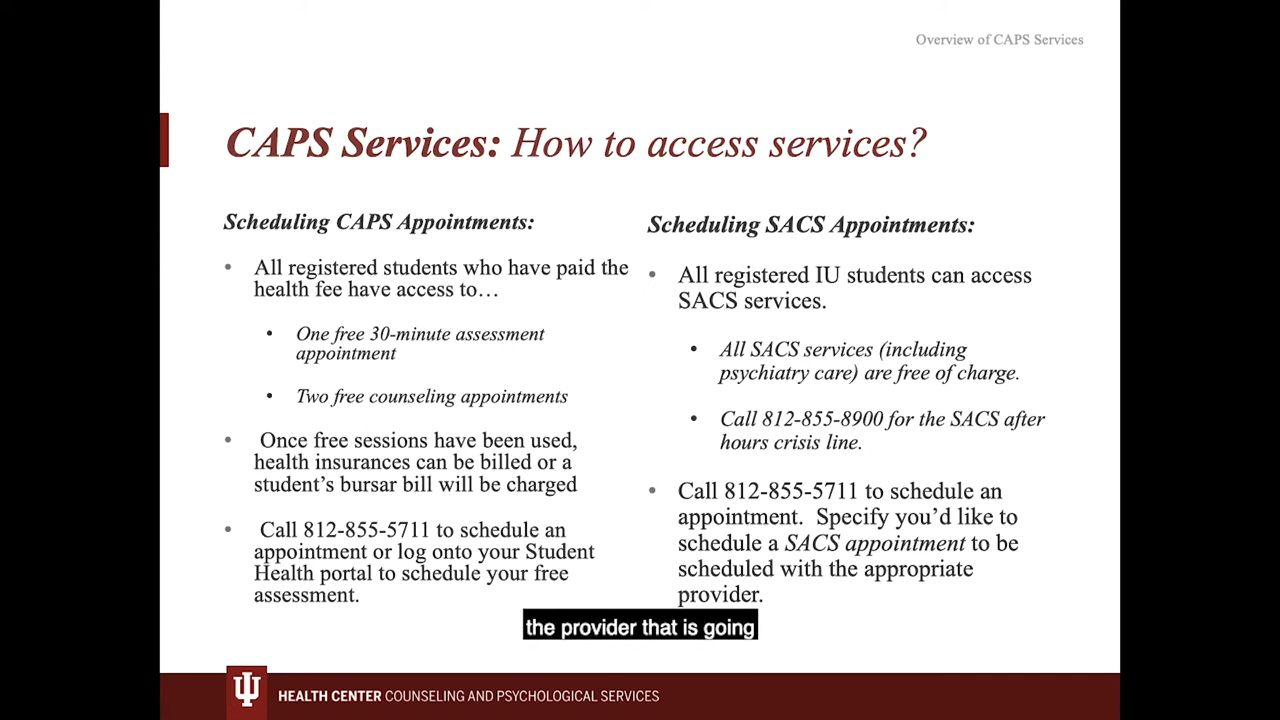 Overview of CAPS Services
CAPS Services: How to access services?
Scheduling CAPS Appointments:
• All registered students who have paid the
health fee have access to…
• One free 30-minute assessment
appointment
• Two free counseling appointments
• Once free sessions have been used,
health insurances can be billed or a
student’s bursar bill will be charged
• Call 812-855-5711 to schedule an
appointment or log onto your Student
Health portal to schedule your free
assessment.
Scheduling SACS Appointments:
• All registered IU students can access
SACS services.
• All SACS services (including
psychiatry care) are free of charge.
• Call 812-855-8900 for the SACS after
hours crisis line.
• Call 812-855-5711 to schedule an
appointment.  Specify you’d like to
schedule a SACS appointment to be
scheduled with the appropriate
provider.
the provider that is going
HEALTH CENTER COUNSELING AND PSYCHOLOGICAL SERVICES